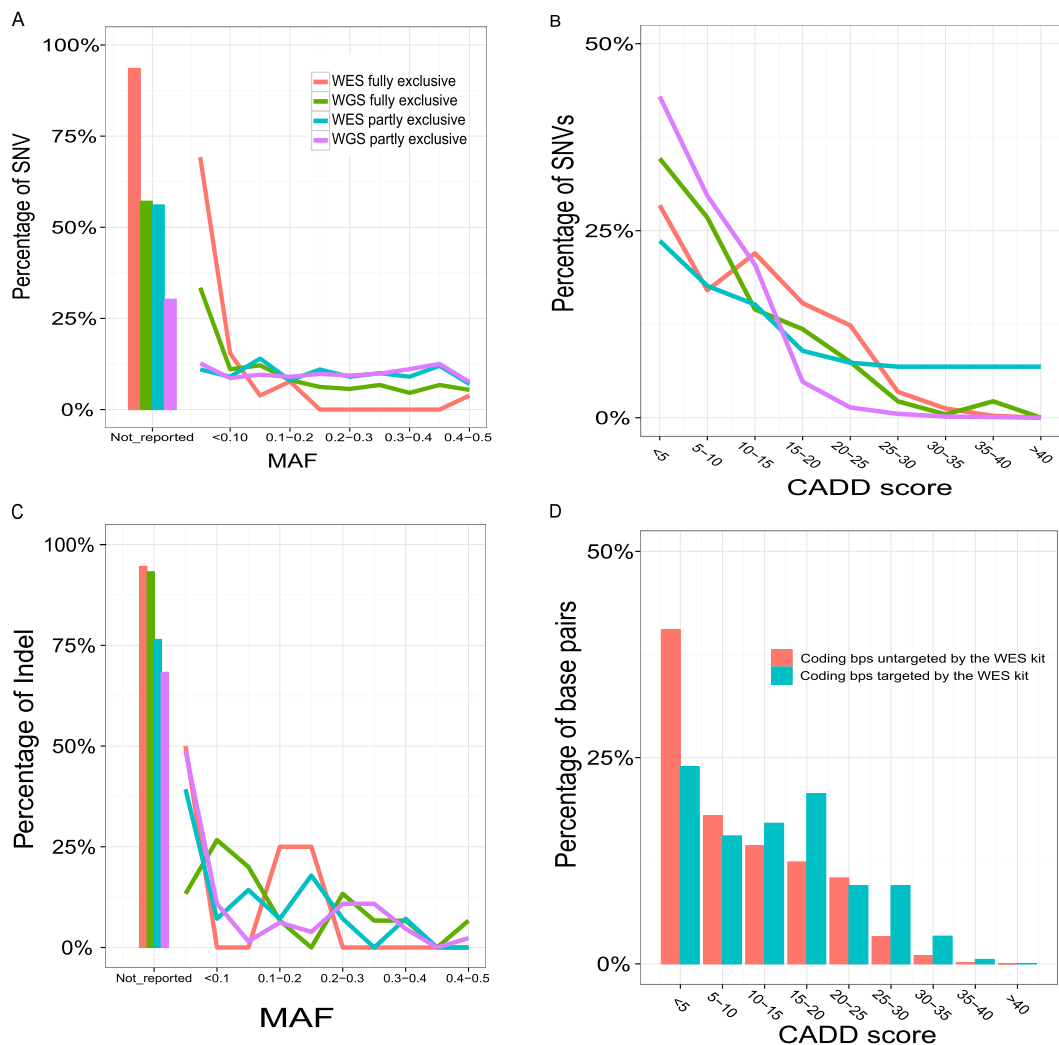 A
Percentage of SNV
100%
75%
50%
25%
0%
WES fully exclusive
WGS fully exclusive
WES partly exclusive
WGS partly exclusive
Not_reported <0.10 0.1−0.2 0.2−0.3 0.3−0.4 0.4−0.5
MAF
B
Percentage of SNVs
50%
25%
0%
<5 5−10 10−15 15−20 20−25 25−30 30−35 35−40 >40
CADD score
C
Percentage of Indel
100%
75%
50%
25%
0%
Not_reported <0.1 0.1−0.2 0.2−0.3 0.3−0.4 0.4−0.5
MAF
D
Percentage of base pairs
50%
25%
0%
Coding bps untargeted by the WES kit
Coding bps targeted by the WES kit
<5 5−10 10−15 15−20 20−25 25−30 30−35 35−40 >40
CADD score